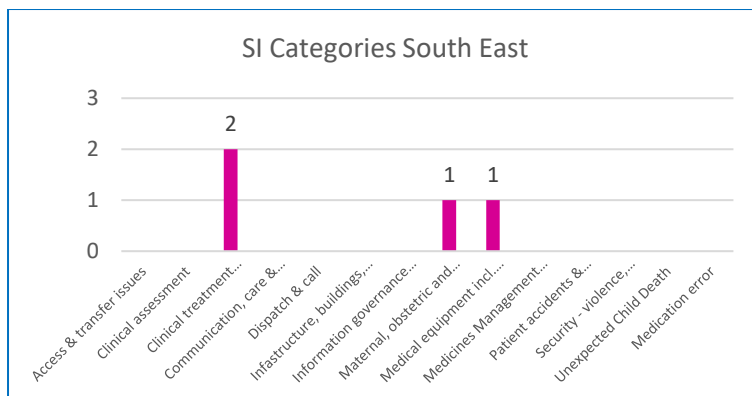 SI Categories South East
3
2
1
0
2
1
1
Access & transfer issues
Clinical assessment
Clinical treatment…
Communication, care &…
Dispatch & call
Infastructure, buildings,…
Information governance…
Maternal, obstetric and…
Medical equipment incl.…
Medicines Management…
Patient accidents &…
Security - violence,…
Unexpected Child Death
Medication error